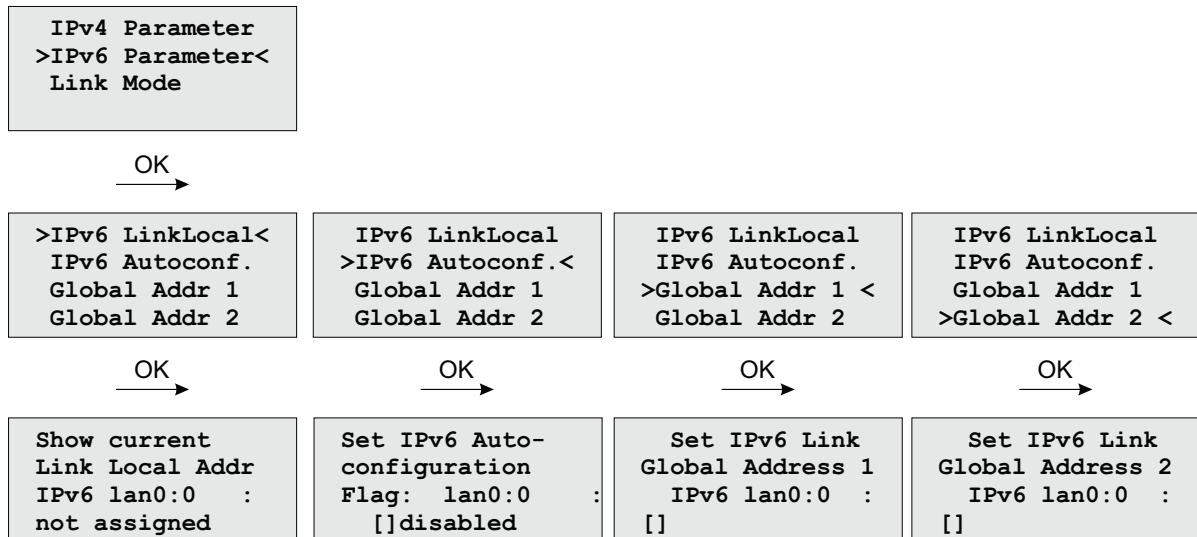 IPv4 Parameter
>IPv6 Parameter<
Link Mode
OK
>IPv6 LinkLocal<
IPv6 Autoconf.
Global Addr 1
Global Addr 2
IPv6 LinkLocal
>IPv6 Autoconf.<
Global Addr 1
Global Addr 2
IPv6 LinkLocal
IPv6 Autoconf.
>Global Addr 1 <
Global Addr 2
IPv6 LinkLocal
IPv6 Autoconf.
Global Addr 1
>Global Addr 2 <
OK
OK
OK
OK
Show current
Link Local Addr
IPv6 lan0:0 :
not assigned
Set IPv6 Auto-
configuration
Flag: lan0:0 :
[]disabled
Set IPv6 Link
Global Address 1
IPv6 lan0:0 :
[]
Set IPv6 Link
Global Address 2
IPv6 lan0:0 :
[]